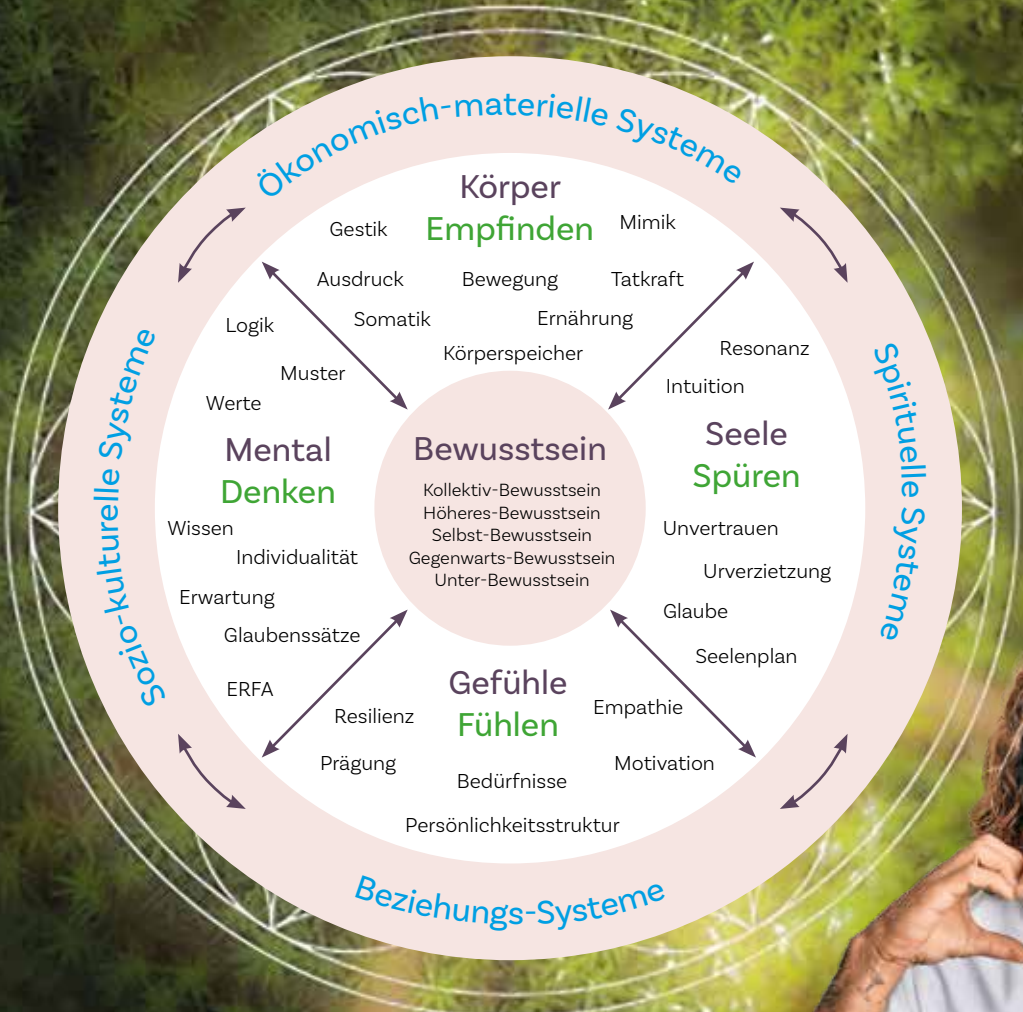 Ökonomisch-materielle Systeme
Körper
Empfinden
Gestik
Mimik
Ausdruck
Bewegung
Tatkraft
Somatik
Ernährung
Körperspeicher
Spirituelle Systeme
Resonanz
Intuition
Seele
Spüren
Unvertrauen
Urverzietzung
Glaube
Seelenplan
Beziehungs-Systeme
Gefühle
Fühlen
Empathie
Resilienz
Prägung
Bedürfnisse
Motivation
Persönlichkeitsstruktur
Sozio-kulturelle Systeme
Logik
Muster
Werte
Mental
Denken
Wissen
Individualität
Erwartung
Glaubenssätze
ERFA
Bewusstsein
Kollektiv-Bewusstsein
Höheres-Bewusstsein
Selbst-Bewusstsein
Gegenwarts-Bewusstsein
Unter-Bewusstsein